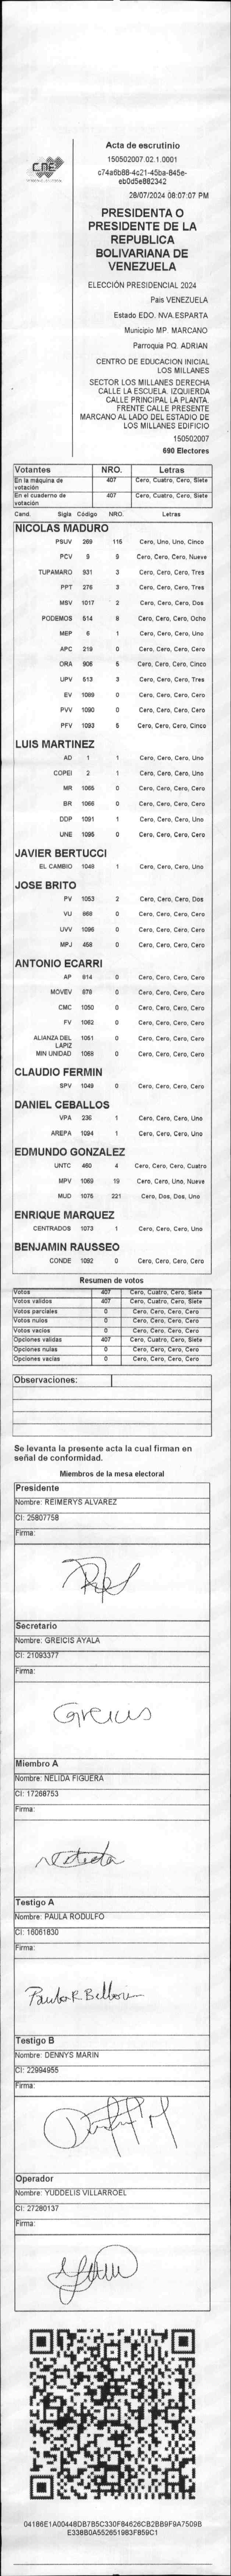 CNE
Acta de escrutinio
150502007.02.1.0001
c74a6b88-4c21-45ba-845e-
eb0d5e882342
28/07/2024 08:07:07 PM
PRESIDENTA O
PRESIDENTE DE LA
REPUBLICA
BOLIVARIANA DE
VENEZUELA
ELECCIÓN PRESIDENCIAL 2024
País VENEZUELA
Estado EDO. NVA.ESPARTA
Municipio MP. MARCANO
Parroquia PQ. ADRIAN
CENTRO DE EDUCACION INICIAL
LOS MILLANES
SECTOR LOS MILLANES DERECHA
CALLE LA ESCUELA. IZQUIERDA
CALLE PRINCIPAL LA PLANTA.
FRENTE CALLE PRESENTE
MARCANO AL LADO DEL ESTADIO DE
LOS MILLANES EDIFICIO
150502007
690 Electores
Votantes NRO. Letras
En la máquina de votación 407 Cero, Cuatro, Cero, Siete
En el cuaderno de votación 407 Cero, Cuatro, Cero, Siete
Cand. Sigla Código NRO. Letras
NICOLAS MADURO
PSUV 269 115 Cero, Uno, Uno, Cinco
PCV 9 9 Cero, Cero, Cero, Nueve
TUPAMARO 931 3 Cero, Cero, Cero, Tres
PPT 276 3 Cero, Cero, Cero, Tres
MSV 1017 2 Cero, Cero, Cero, Dos
PODEMOS 514 8 Cero, Cero, Cero, Ocho
MEP 6 1 Cero, Cero, Cero, Uno
APC 219 0 Cero, Cero, Cero, Cero
ORA 906 5 Cero, Cero, Cero, Cinco
UPV 513 3 Cero, Cero, Cero, Tres
EV 1089 0 Cero, Cero, Cero, Cero
PVV 1090 0 Cero, Cero, Cero, Cero
PFV 1093 5 Cero, Cero, Cero, Cinco
LUIS MARTINEZ
AD 1 1 Cero, Cero, Cero, Uno
COPEI 2 1 Cero, Cero, Cero, Uno
MR 1065 0 Cero, Cero, Cero, Cero
BR 1066 0 Cero, Cero, Cero, Cero
DDP 1091 1 Cero, Cero, Cero, Uno
UNE 1095 0 Cero, Cero, Cero, Cero
JAVIER BERTUCCI
EL CAMBIO 1048 1 Cero, Cero, Cero, Uno
JOSE BRITO
PV 1053 2 Cero, Cero, Cero, Dos
VU 868 0 Cero, Cero, Cero, Cero
UVV 1096 0 Cero, Cero, Cero, Cero
MPJ 458 0 Cero, Cero, Cero, Cero
ANTONIO ECARRI
AP 814 0 Cero, Cero, Cero, Cero
MOVEV 878 0 Cero, Cero, Cero, Cero
CMC 1050 0 Cero, Cero, Cero, Cero
FV 1062 0 Cero, Cero, Cero, Cero
ALIANZA DEL LAPIZ 1051 0 Cero, Cero, Cero, Cero
MIN UNIDAD 1068 0 Cero, Cero, Cero, Cero
CLAUDIO FERMIN
SPV 1049 0 Cero, Cero, Cero, Cero
DANIEL CEBALLOS
VPA 236 1 Cero, Cero, Cero, Uno
AREPA 1094 1 Cero, Cero, Cero, Uno
EDMUNDO GONZALEZ
UNTC 460 4 Cero, Cero, Cero, Cuatro
MPV 1069 19 Cero, Cero, Uno, Nueve
MUD 1076 221 Cero, Dos, Dos, Uno
ENRIQUE MARQUEZ
CENTRADOS 1073 1 Cero, Cero, Cero, Uno
BENJAMIN RAUSSEO
CONDE 1092 0 Cero, Cero, Cero, Cero
Resumen de votos
Votos 407 Cero, Cuatro, Cero, Siete
Votos validos 407 Cero, Cuatro, Cero, Siete
Votos parciales 0 Cero, Cero, Cero, Cero
Votos nulos 0 Cero, Cero, Cero, Cero
Votos vacios 0 Cero, Cero, Cero, Cero
Opciones validas 407 Cero, Cuatro, Cero, Siete
Opciones nulas 0 Cero, Cero, Cero, Cero
Opciones vacias 0 Cero, Cero, Cero, Cero
Observaciones:
Se levanta la presente acta la cual firman en
señal de conformidad.
Miembros de la mesa electoral
Presidente
Nombre: REIMERYS ALVAREZ
CI: 25807758
Firma:
Secretario
Nombre: GREICIS AYALA
CI: 21093377
Firma:
Greicis
Miembro A
Nombre: NELIDA FIGUERA
CI: 17268753
Firma:
Testigo A
Nombre: PAULA RODULFO
CI: 16061830
Firma:
Testigo B
Nombre: DENNYS MARIN
CI: 22994955
Firma:
Operador
Nombre: YUDDELIS VILLARROEL
CI: 27280137
Firma:
04186E1A00448DB7B5C330F84626CB2BB9F9A7509B
E338B0A552651983F859C1